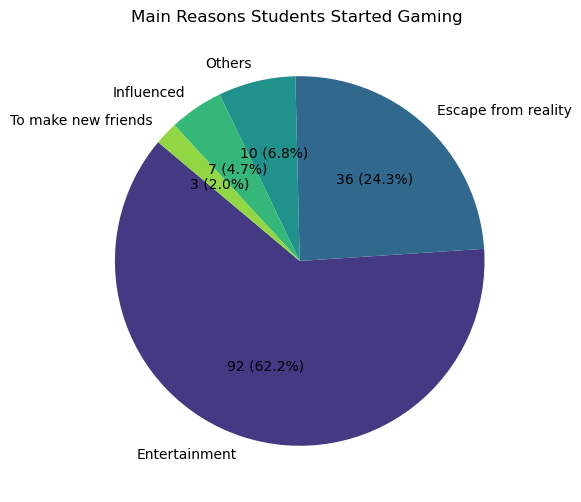 Main Reasons Students Started Gaming
Others
Influenced
To make new friends
Escape from reality
10 (6.8%)
7 (4.7%)
3 (2.0%)
36 (24.3%)
92 (62.2%)
Entertainment